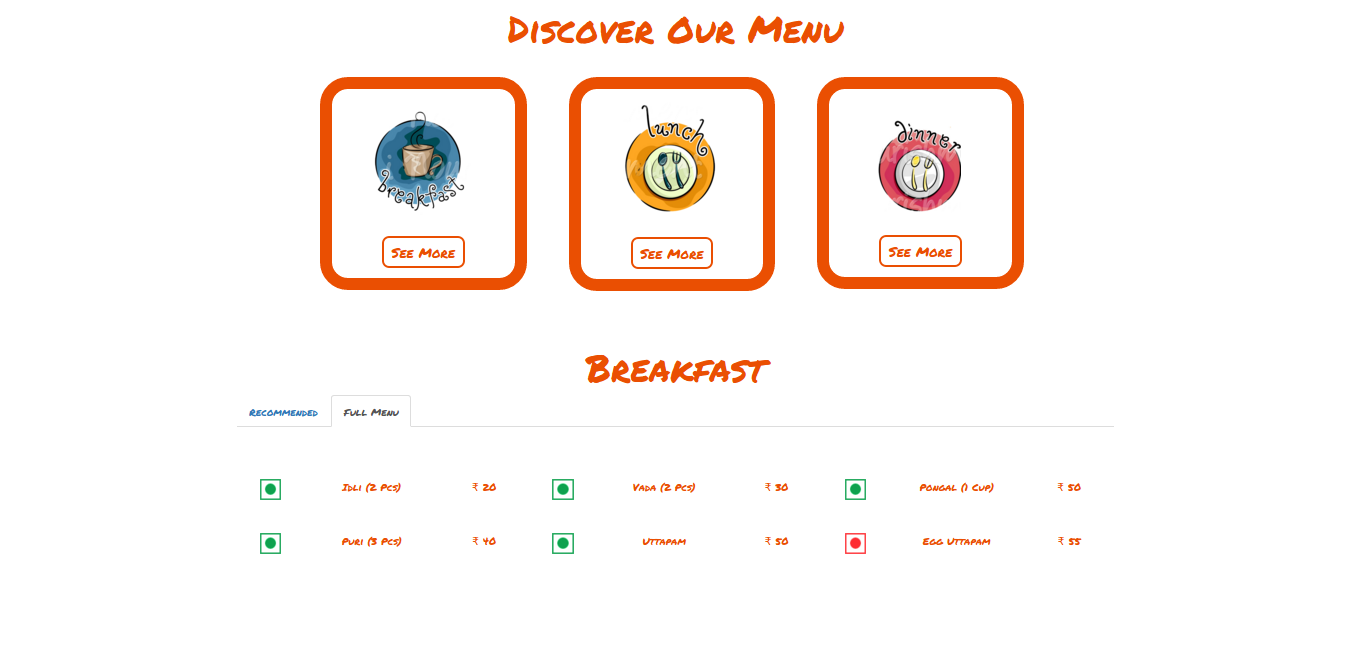 Discover Our Menu
breakfast
lunch
dinner
See More
See More
See More
Breakfast
Recommended
Full Menu
Idli (2 Pcs) ₹ 20 Vada (2 Pcs) ₹ 30 Pongal (1 Cup) ₹ 50
Puri (3 Pcs) ₹ 40 Uttapam ₹ 50 Egg Uttapam ₹ 55